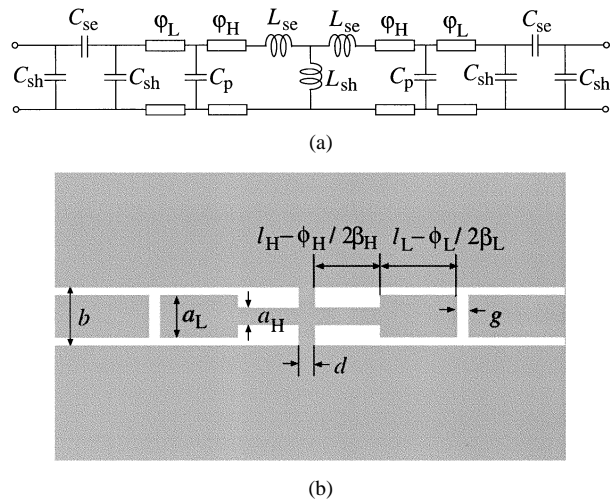 C_se φ_L φ_H L_se L_se φ_H φ_L C_se
C_sh C_sh C_p L_sh C_p C_sh C_sh
(a)
l_H−ϕ_H / 2β_H l_L−ϕ_L / 2β_L
b a_L a_H g
d
(b)